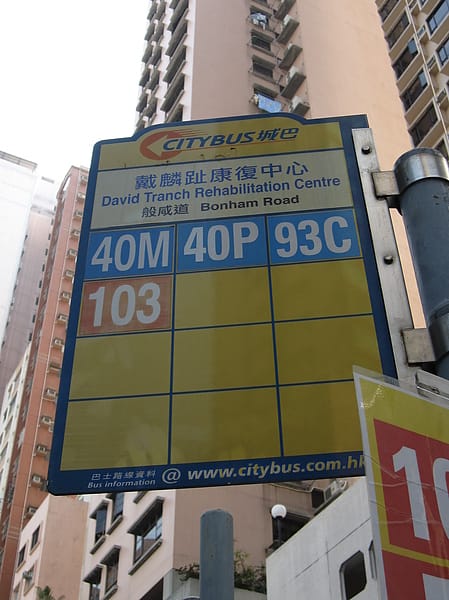 CITYBUS城巴
戴麟趾康復中心
David Tranch Rehabilitation Centre
般咸道 Bonham Road
40M 40P 93C
103
巴士路線資料
Bus information @ www.citybus.com.hk
10